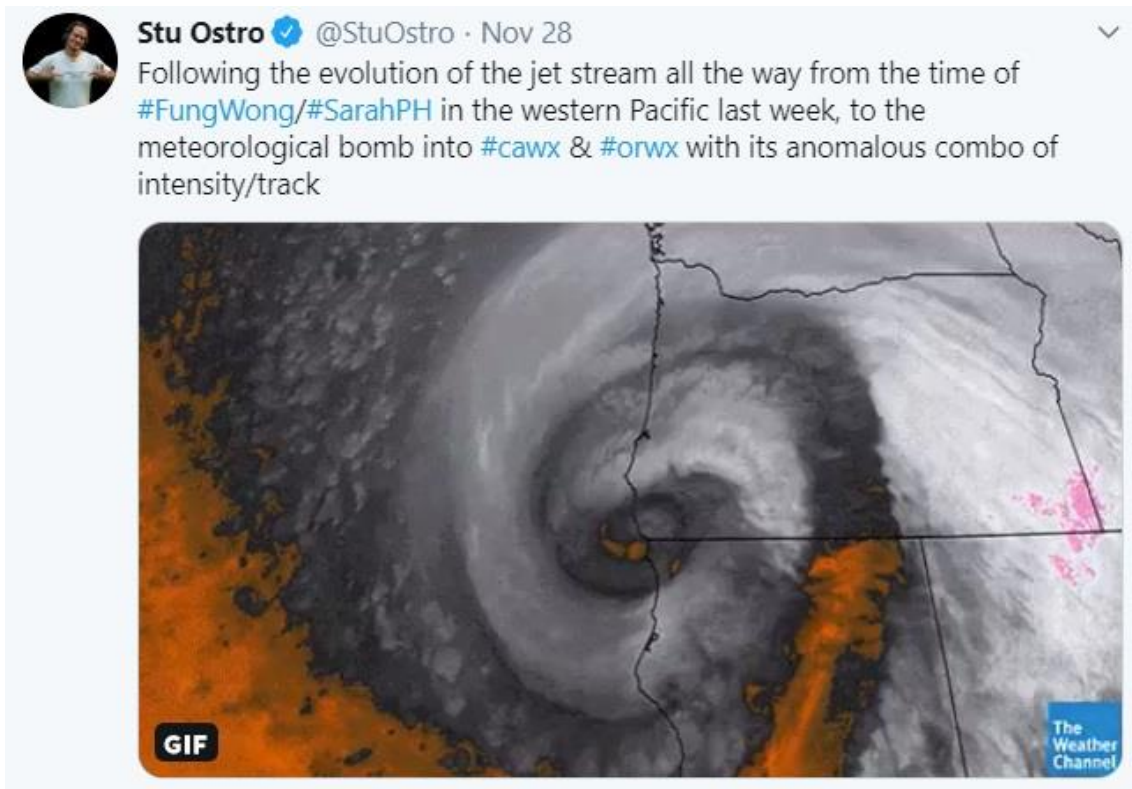 Stu Ostro @StuOstro · Nov 28
Following the evolution of the jet stream all the way from the time of
#FungWong/#SarahPH in the western Pacific last week, to the
meteorological bomb into #cawx & #orwx with its anomalous combo of
intensity/track
GIF
The
Weather
Channel